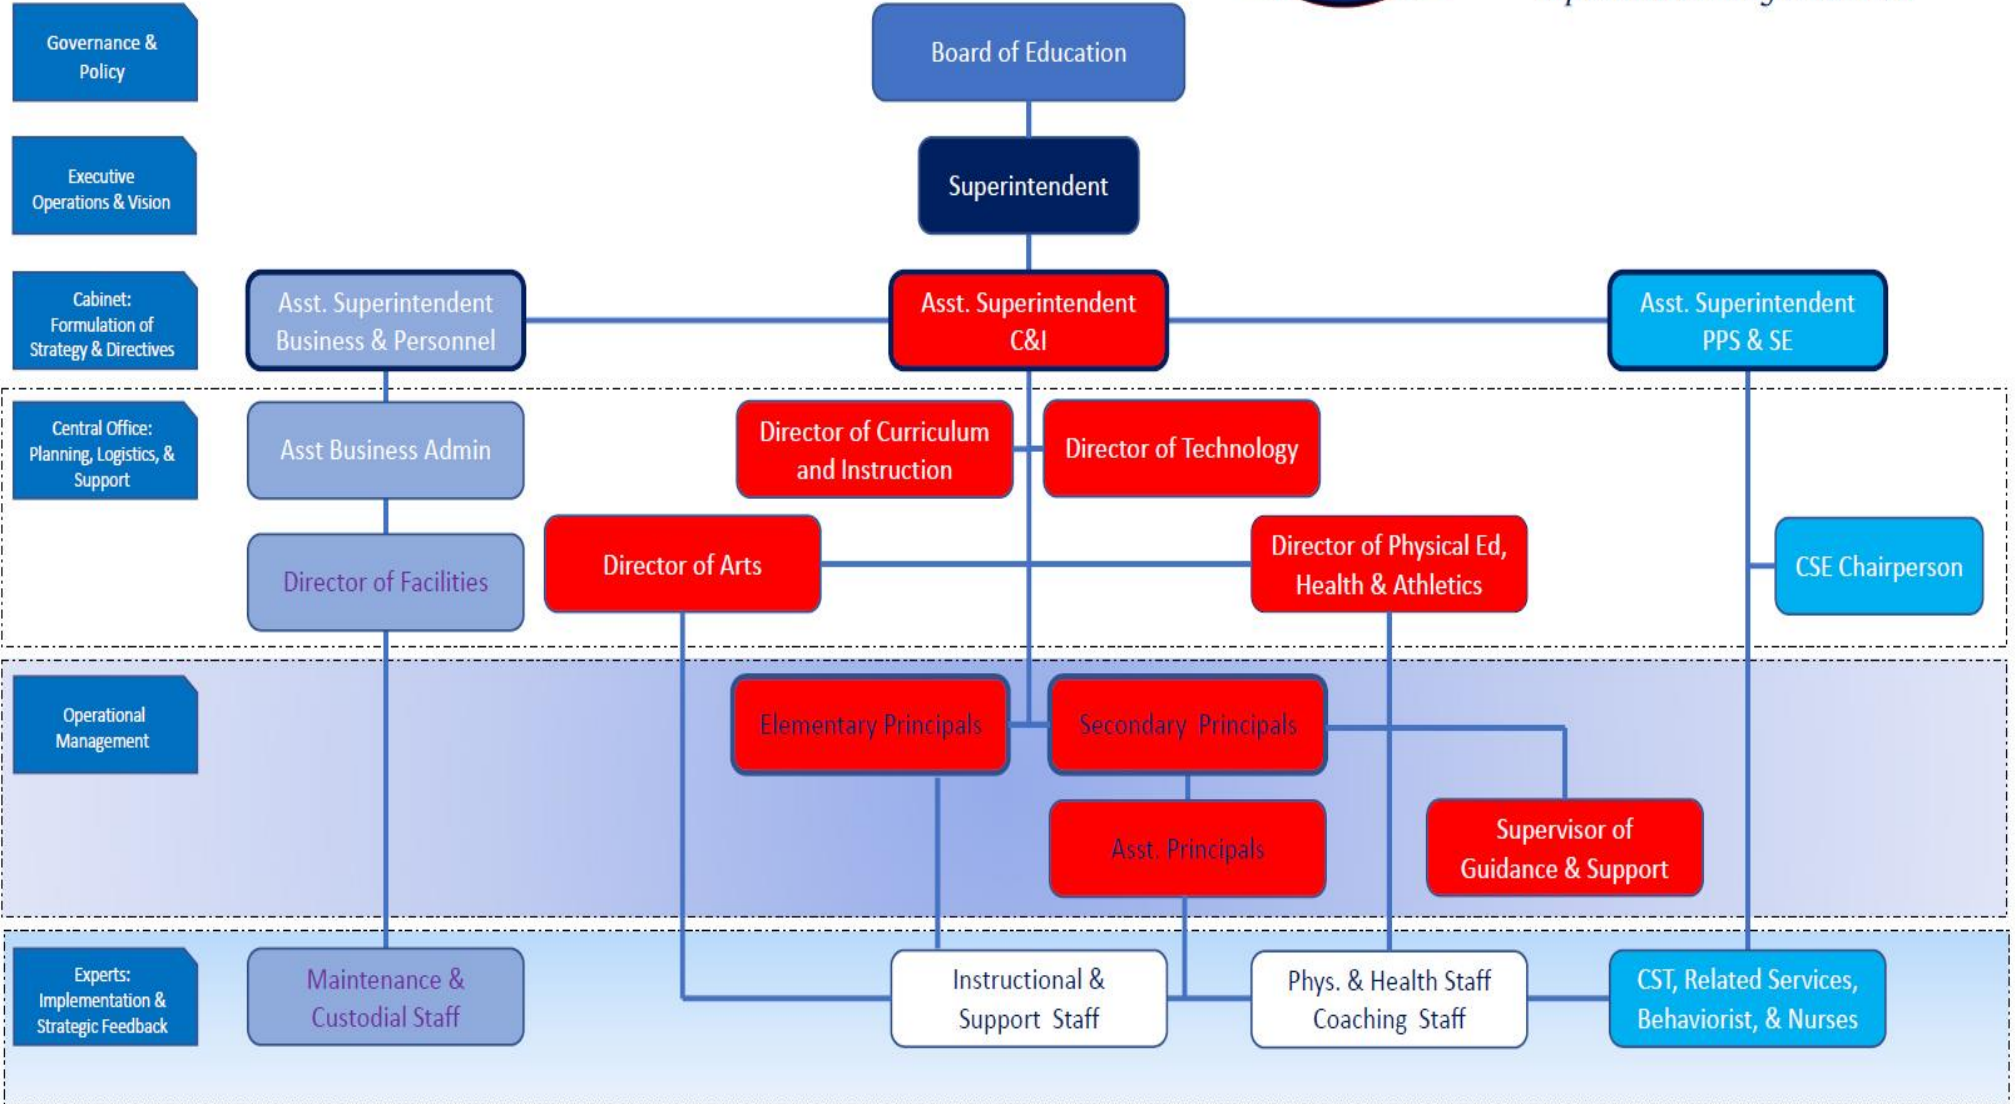 Governance &
Policy
Board of Education
Executive
Operations & Vision
Superintendent
Cabinet:
Formulation of
Strategy & Directives
Asst. Superintendent
Business & Personnel
Asst. Superintendent
C&I
Asst. Superintendent
PPS & SE
Central Office:
Planning, Logistics, &
Support
Asst Business Admin
Director of Curriculum
and Instruction
Director of Technology
Director of Facilities
Director of Arts
Director of Physical Ed,
Health & Athletics
CSE Chairperson
Operational
Management
Elementary Principals
Secondary Principals
Asst. Principals
Supervisor of
Guidance & Support
Experts:
Implementation &
Strategic Feedback
Maintenance &
Custodial Staff
Instructional &
Support Staff
Phys. & Health Staff
Coaching Staff
CST, Related Services,
Behaviorist, & Nurses